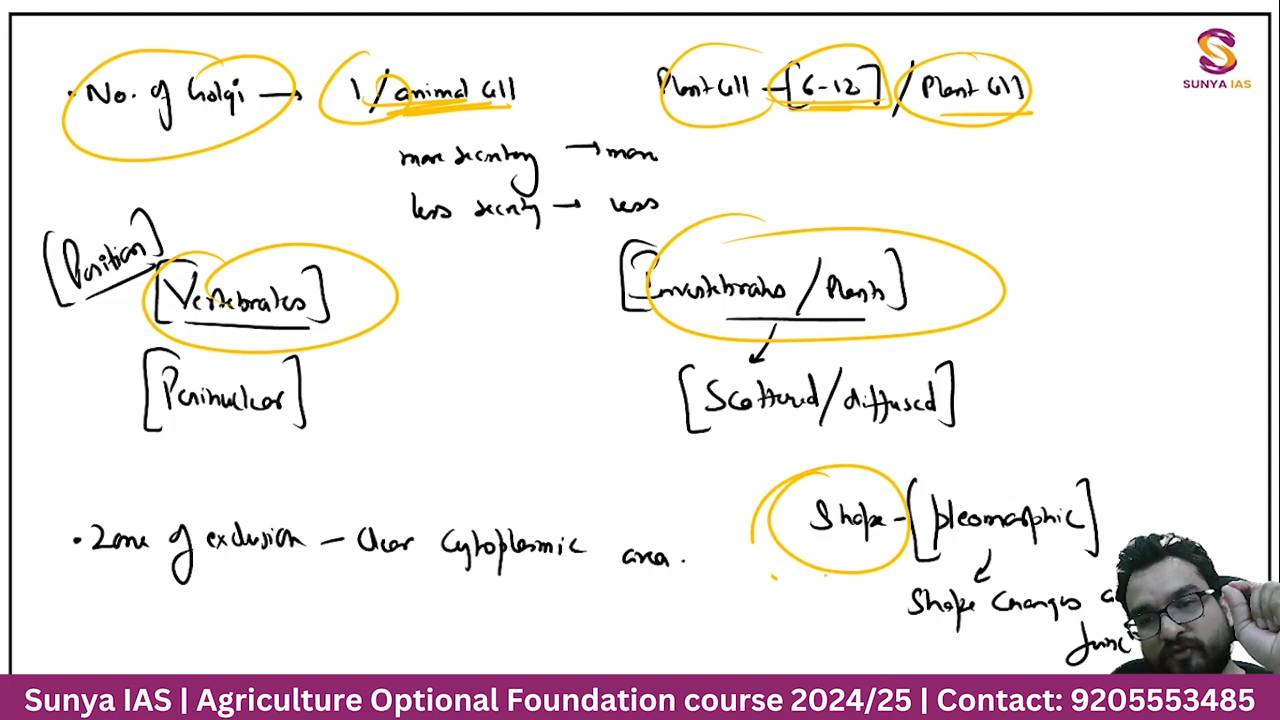 • No. of Golgi → 1 / animal cell
Plant cell - [6-12] / Plant cell
SUNYA IAS
more secretory → more
less secretory → less
[Position]
[Vertebrates]
[Invertebrates / Plants]
[Perinuclear]
[Scattered / diffused]
Shape - [pleomorphic]
• Zone of exclusion - clear cytoplasmic area.
Shape changes
func
Sunya IAS | Agriculture Optional Foundation course 2024/25 | Contact: 9205553485